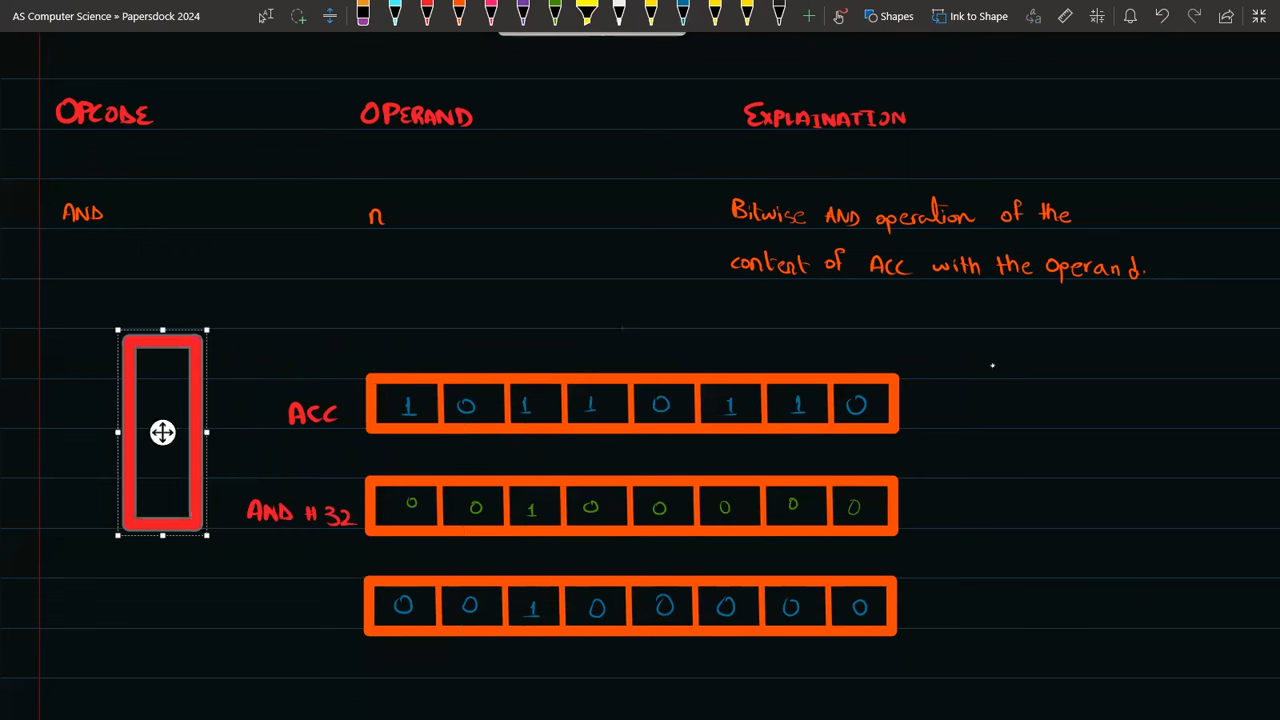 AS Computer Science » Papersdock 2024
Shapes
Ink to Shape
OPCODE OPERAND EXPLAINATION
AND n Bitwise AND operation of the
content of ACC with the Operand.
ACC 1 0 1 1 0 1 1 0
AND #32 0 0 1 0 0 0 0 0
0 0 1 0 0 0 0 0